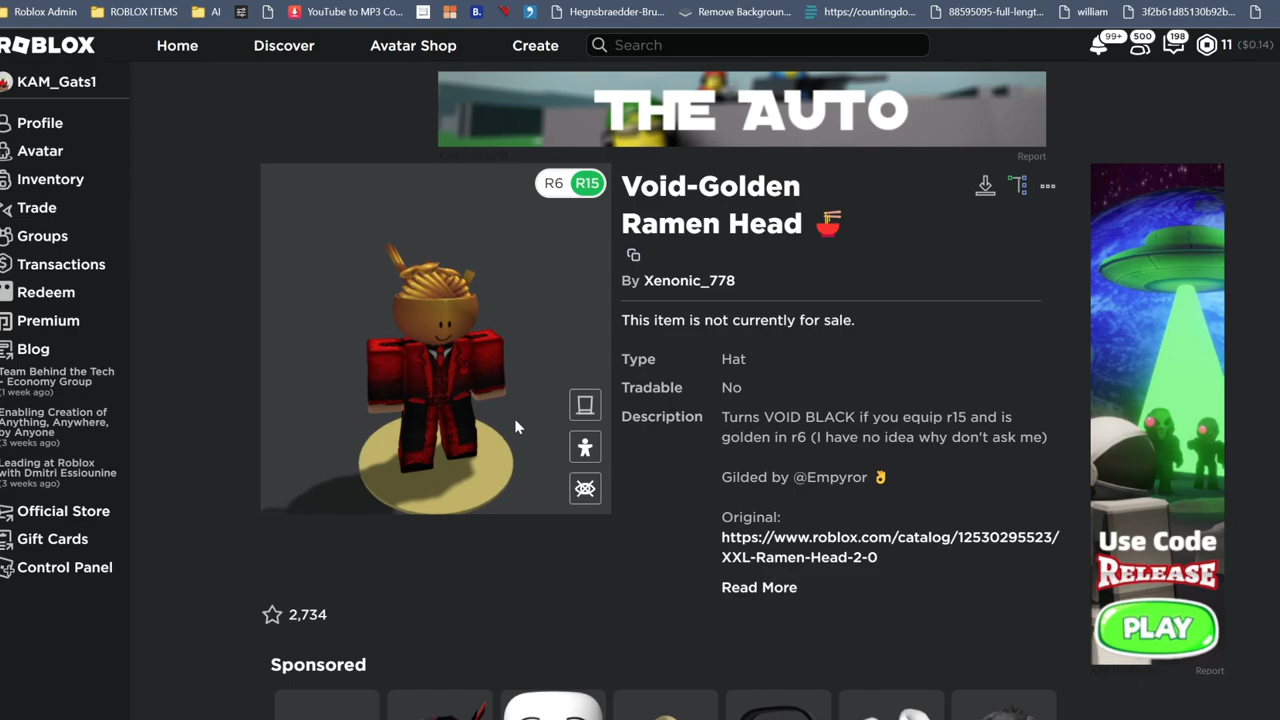 Roblox Admin
ROBLOX ITEMS
AI
YouTube to MP3 Co...
B.
Hegnsbraedder-Bru...
Remove Background...
https://countingdo...
88595095-full-lengt...
william
3f2b61d85130b92b...
ROBLOX
Home
Discover
Avatar Shop
Create
Search
99+
500
198
11 ($0.14)
KAM_Gats1
Profile
Avatar
Inventory
Trade
Groups
Transactions
Redeem
Premium
Blog
Team Behind the Tech
- Economy Group
(1 week ago)
Enabling Creation of
Anything, Anywhere,
by Anyone
(3 weeks ago)
Leading at Roblox
with Dmitri Essiounine
(3 weeks ago)
Official Store
Gift Cards
Control Panel
THE AUTO
Report
R6 R15
Void-Golden
Ramen Head 🍜
By Xenonic_778
This item is not currently for sale.
Type Hat
Tradable No
Description Turns VOID BLACK if you equip r15 and is
golden in r6 (I have no idea why don't ask me)
Gilded by @Empyror 👌
Original:
https://www.roblox.com/catalog/12530295523/
XXL-Ramen-Head-2-0
Read More
2,734
Sponsored
Use Code
RELEASE
PLAY
Report